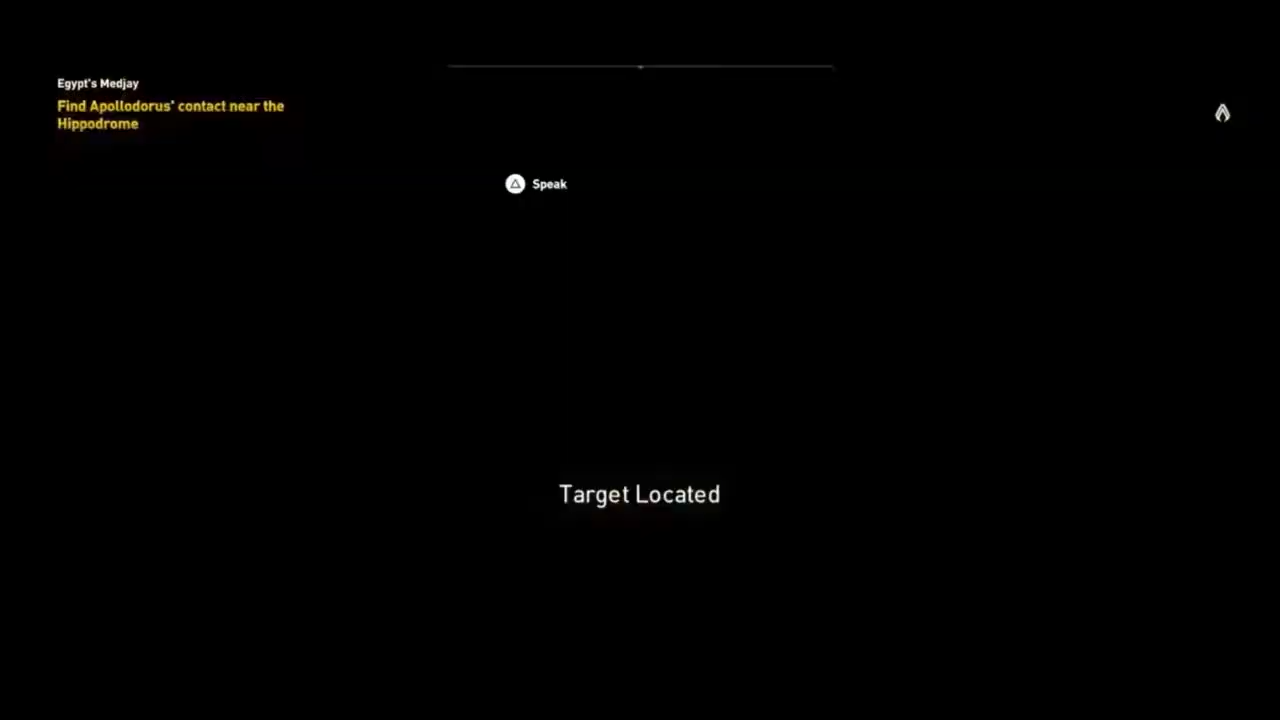 Egypt's Medjay
Find Apollodorus' contact near the
Hippodrome
Speak
Target Located